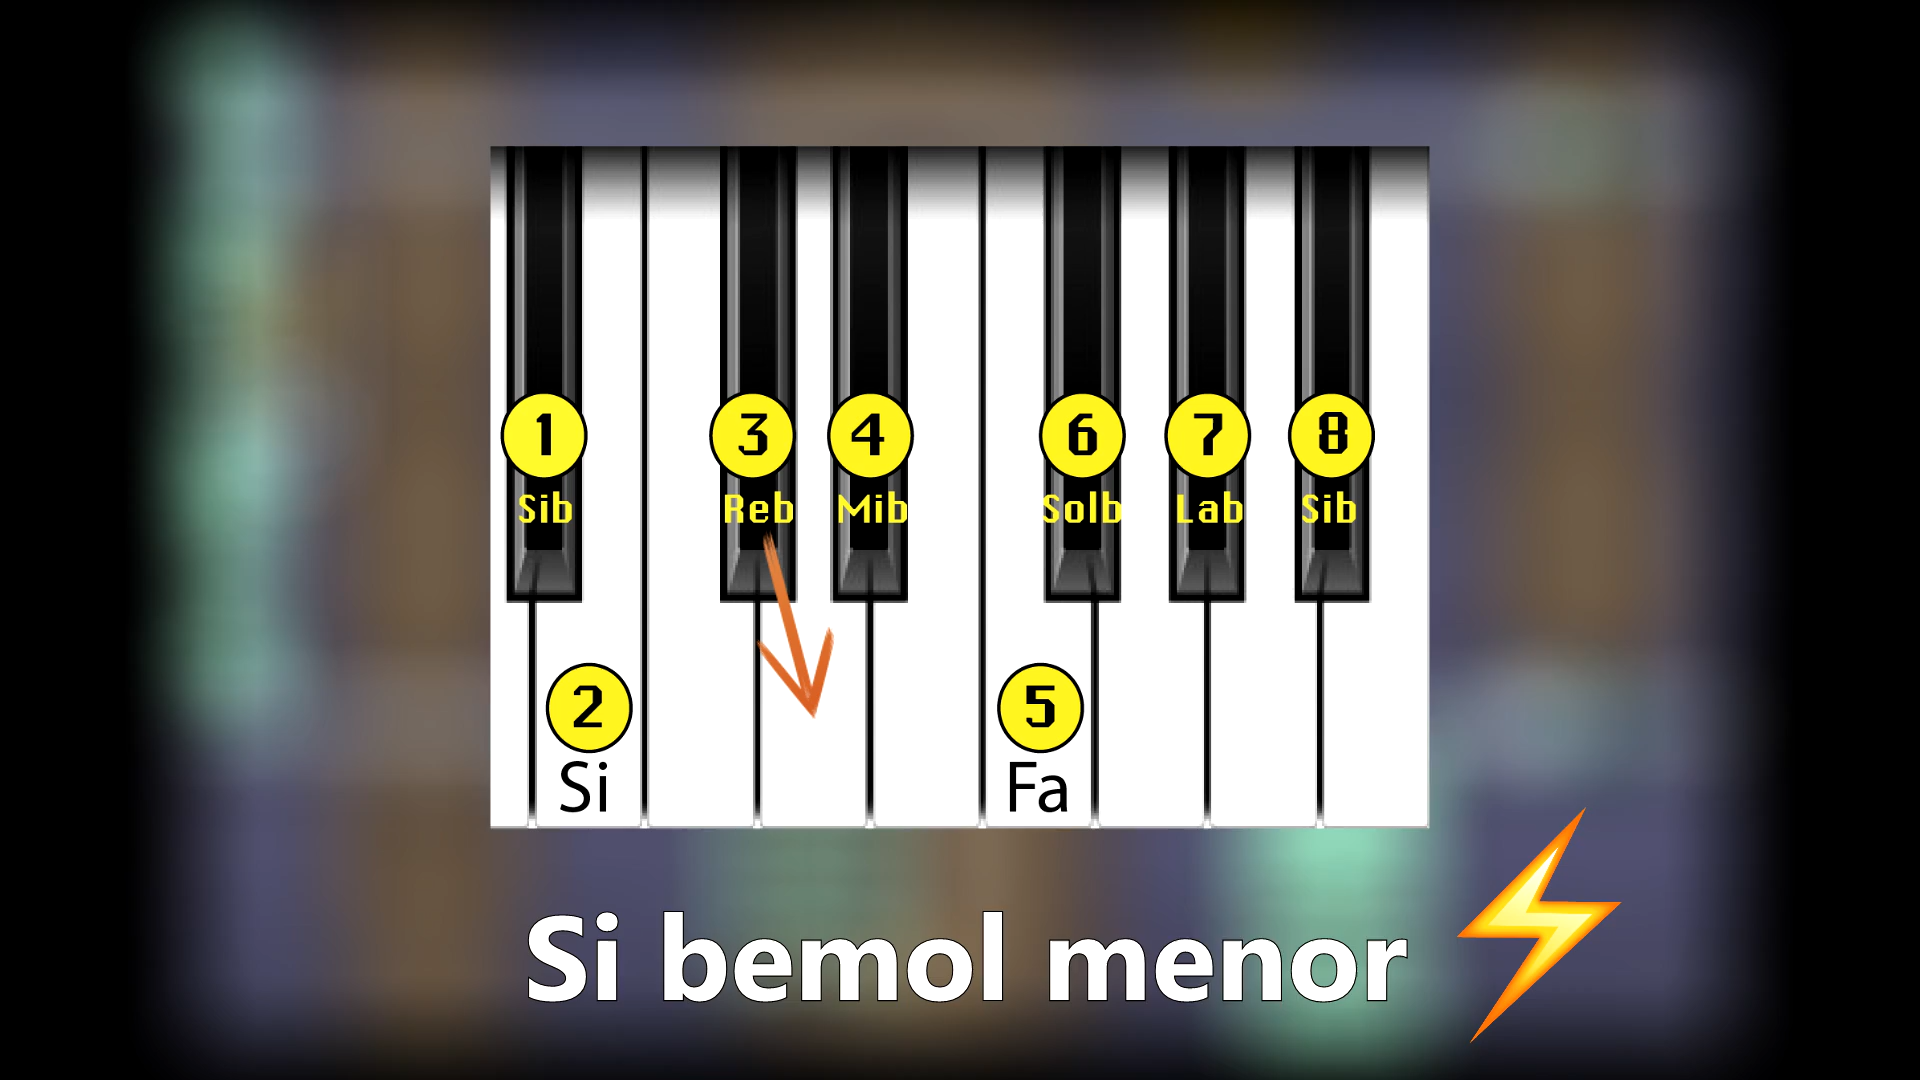 1 3 4 6 7 8
Sib Reb Mib Solb Lab Sib
2 5
Si Fa
Si bemol menor